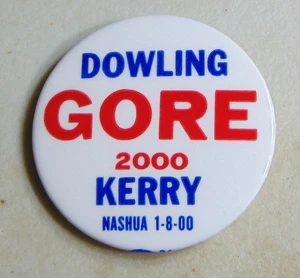 DOWLING
GORE
2000
KERRY
NASHUA 1-8-00